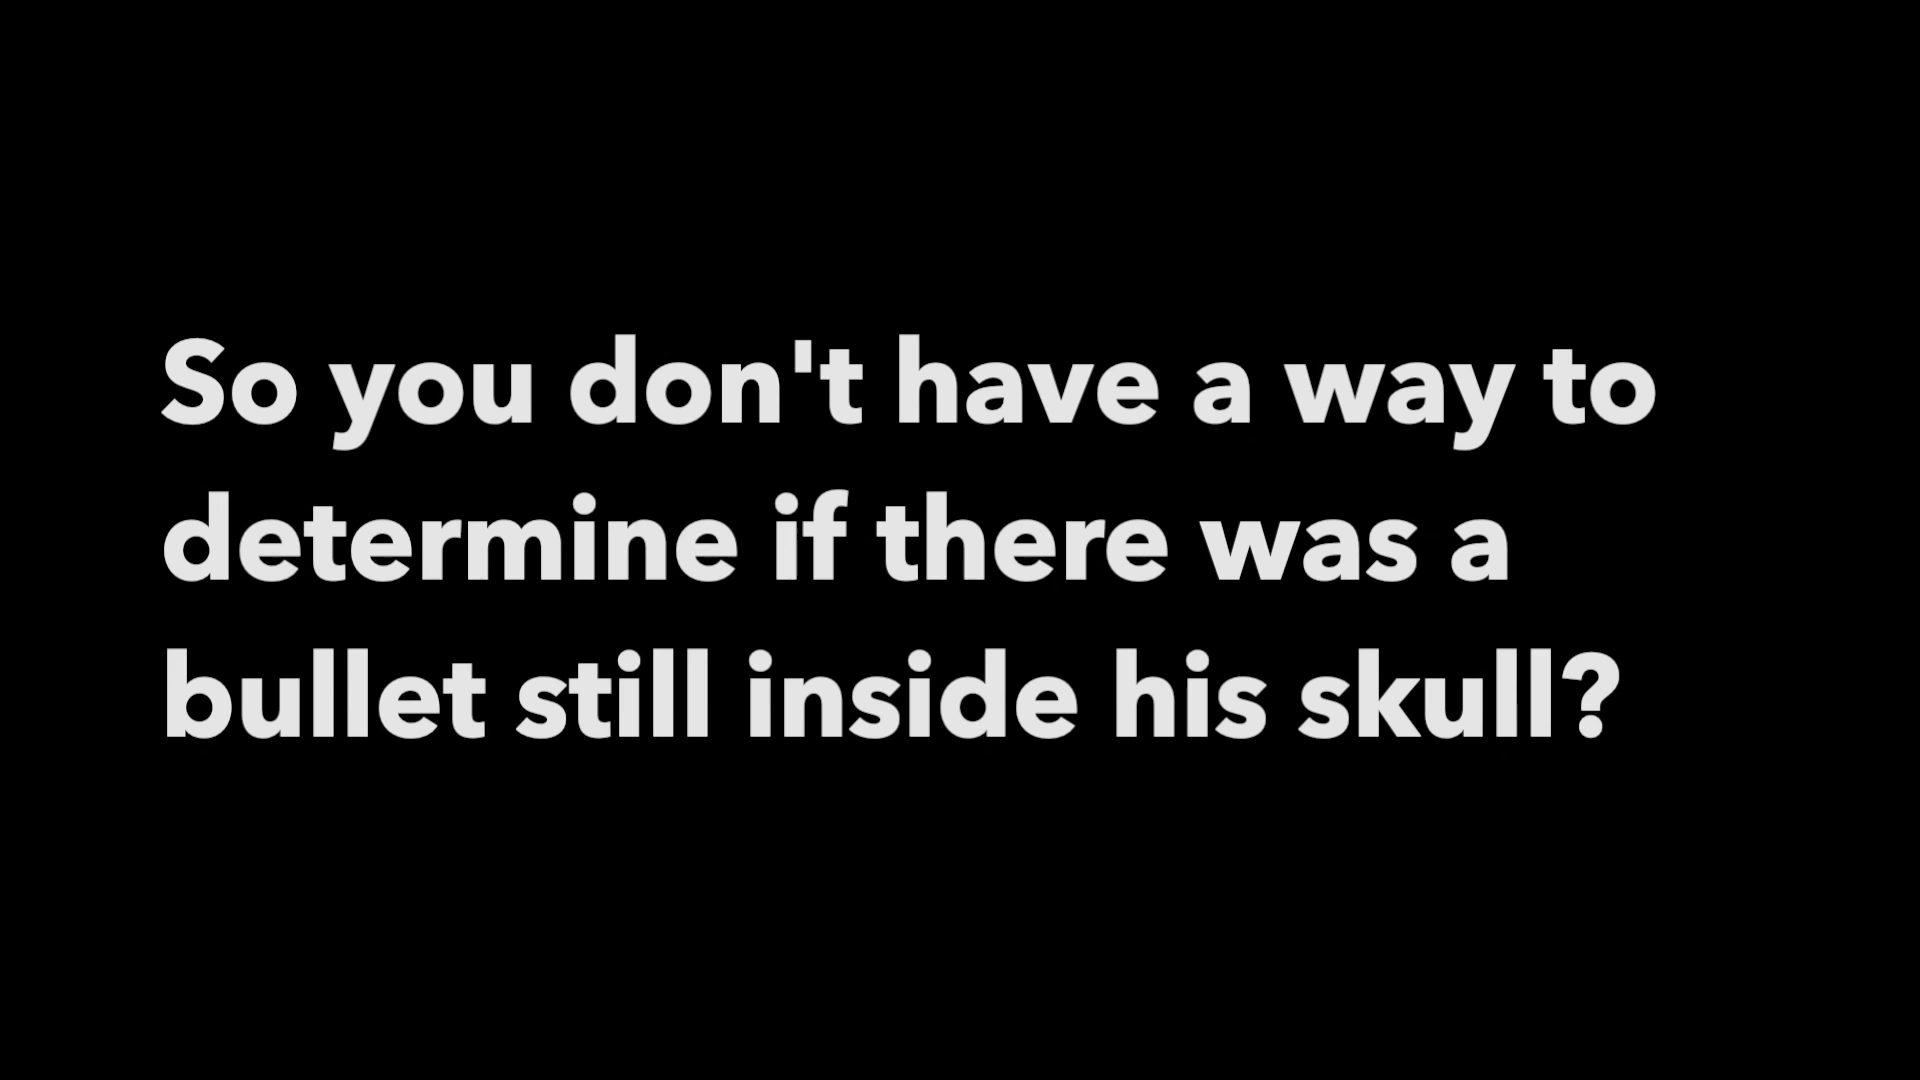 So you don't have a way to
determine if there was a
bullet still inside his skull?